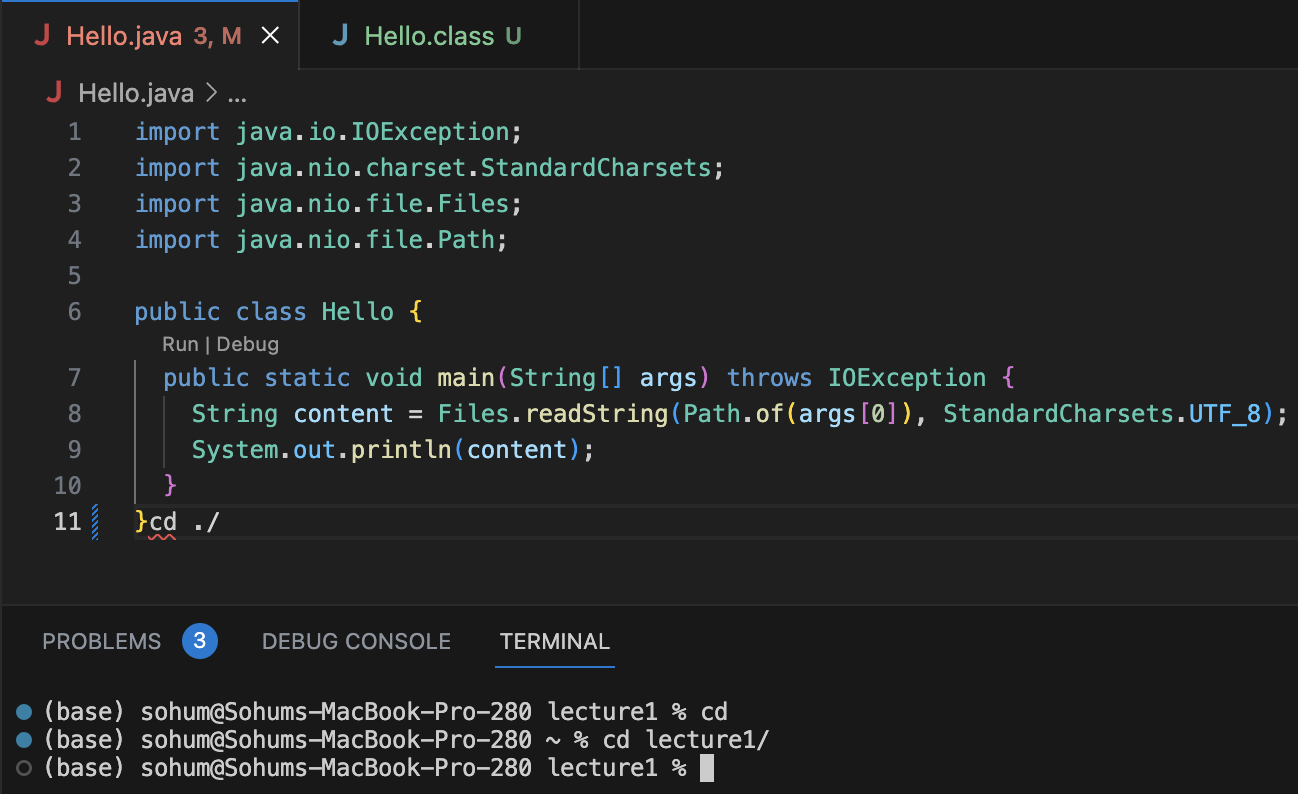 J Hello.java 3, M × J Hello.class U
J Hello.java > ...
1 import java.io.IOException;
2 import java.nio.charset.StandardCharsets;
3 import java.nio.file.Files;
4 import java.nio.file.Path;
5
6 public class Hello {
Run | Debug
7 public static void main(String[] args) throws IOException {
8 String content = Files.readString(Path.of(args[0]), StandardCharsets.UTF_8);
9 System.out.println(content);
10 }
11 }cd ./
PROBLEMS 3 DEBUG CONSOLE TERMINAL
(base) sohum@Sohums-MacBook-Pro-280 lecture1 % cd
(base) sohum@Sohums-MacBook-Pro-280 ~ % cd lecture1/
(base) sohum@Sohums-MacBook-Pro-280 lecture1 %